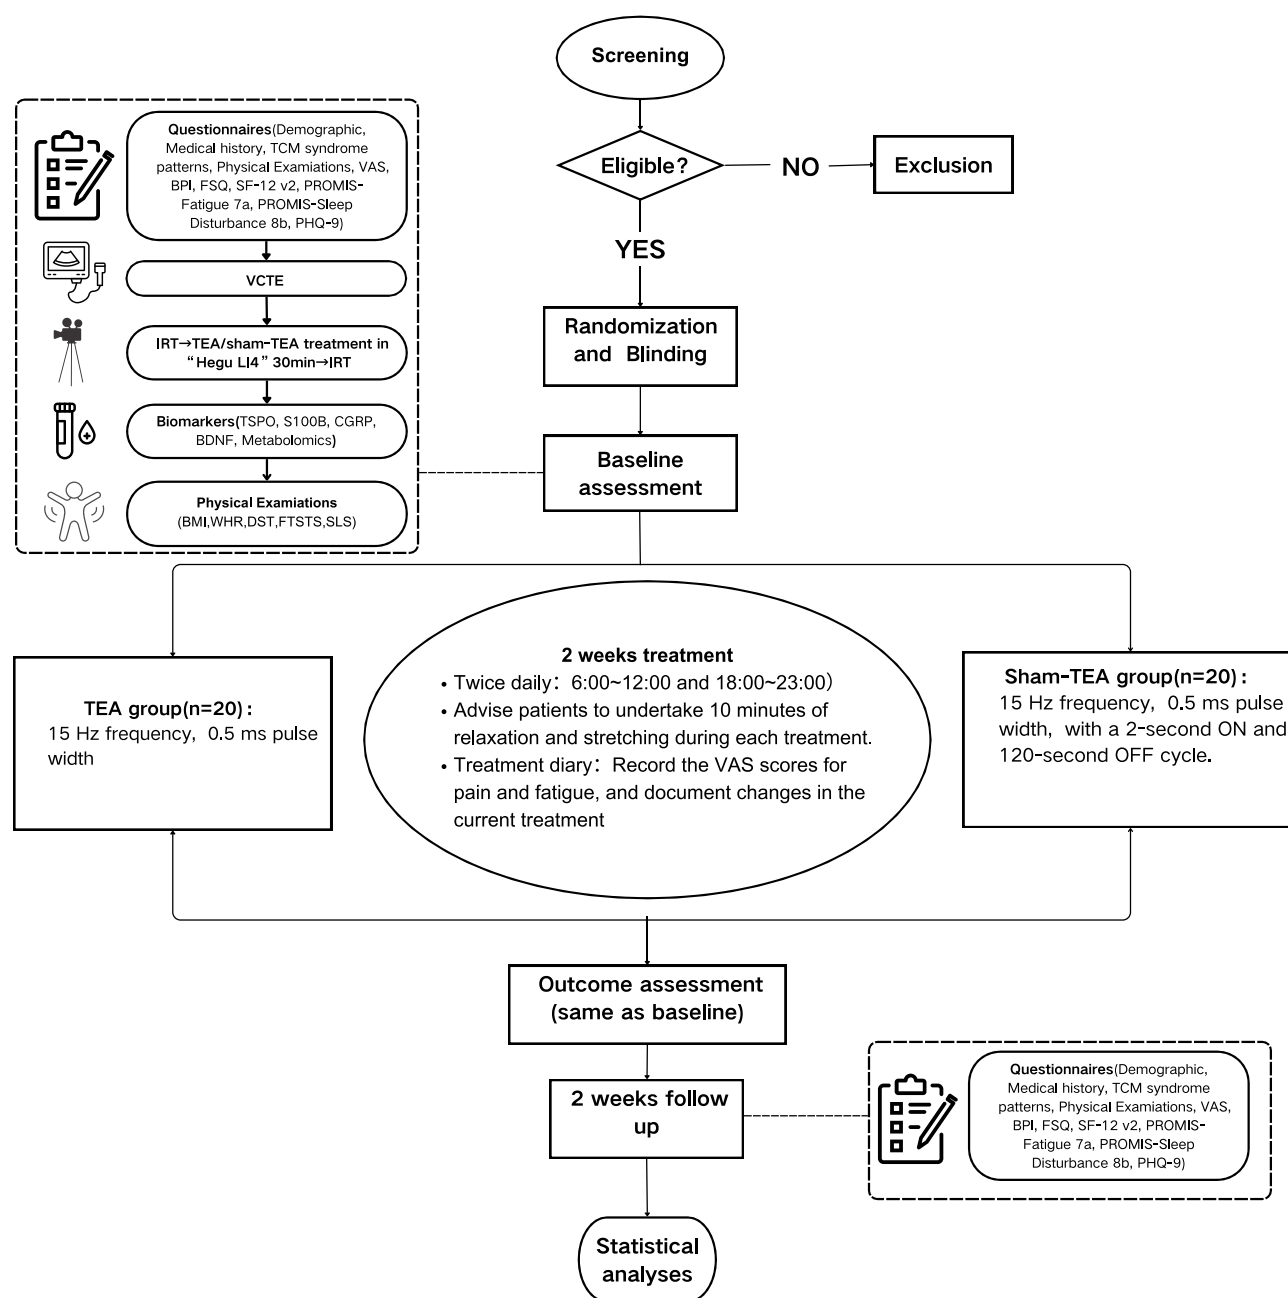 Screening
Eligible?
NO
Exclusion
YES
Randomization
and Blinding
Baseline
assessment
Questionnaires(Demographic,
Medical history, TCM syndrome
patterns, Physical Examiations, VAS,
BPI, FSQ, SF-12 v2, PROMIS-
Fatigue 7a, PROMIS-Sleep
Disturbance 8b, PHQ-9)
VCTE
IRT→TEA/sham-TEA treatment in
“Hegu LI4” 30min→IRT
Biomarkers(TSPO, S100B, CGRP,
BDNF, Metabolomics)
Physical Examiations
(BMI,WHR,DST,FTSTS,SLS)
TEA group(n=20):
15 Hz frequency, 0.5 ms pulse
width
2 weeks treatment
• Twice daily: 6:00~12:00 and 18:00~23:00)
• Advise patients to undertake 10 minutes of
relaxation and stretching during each treatment.
• Treatment diary: Record the VAS scores for
pain and fatigue, and document changes in the
current treatment
Sham-TEA group(n=20):
15 Hz frequency, 0.5 ms pulse
width, with a 2-second ON and
120-second OFF cycle.
Outcome assessment
(same as baseline)
2 weeks follow
up
Questionnaires(Demographic,
Medical history, TCM syndrome
patterns, Physical Examiations, VAS,
BPI, FSQ, SF-12 v2, PROMIS-
Fatigue 7a, PROMIS-Sleep
Disturbance 8b, PHQ-9)
Statistical
analyses